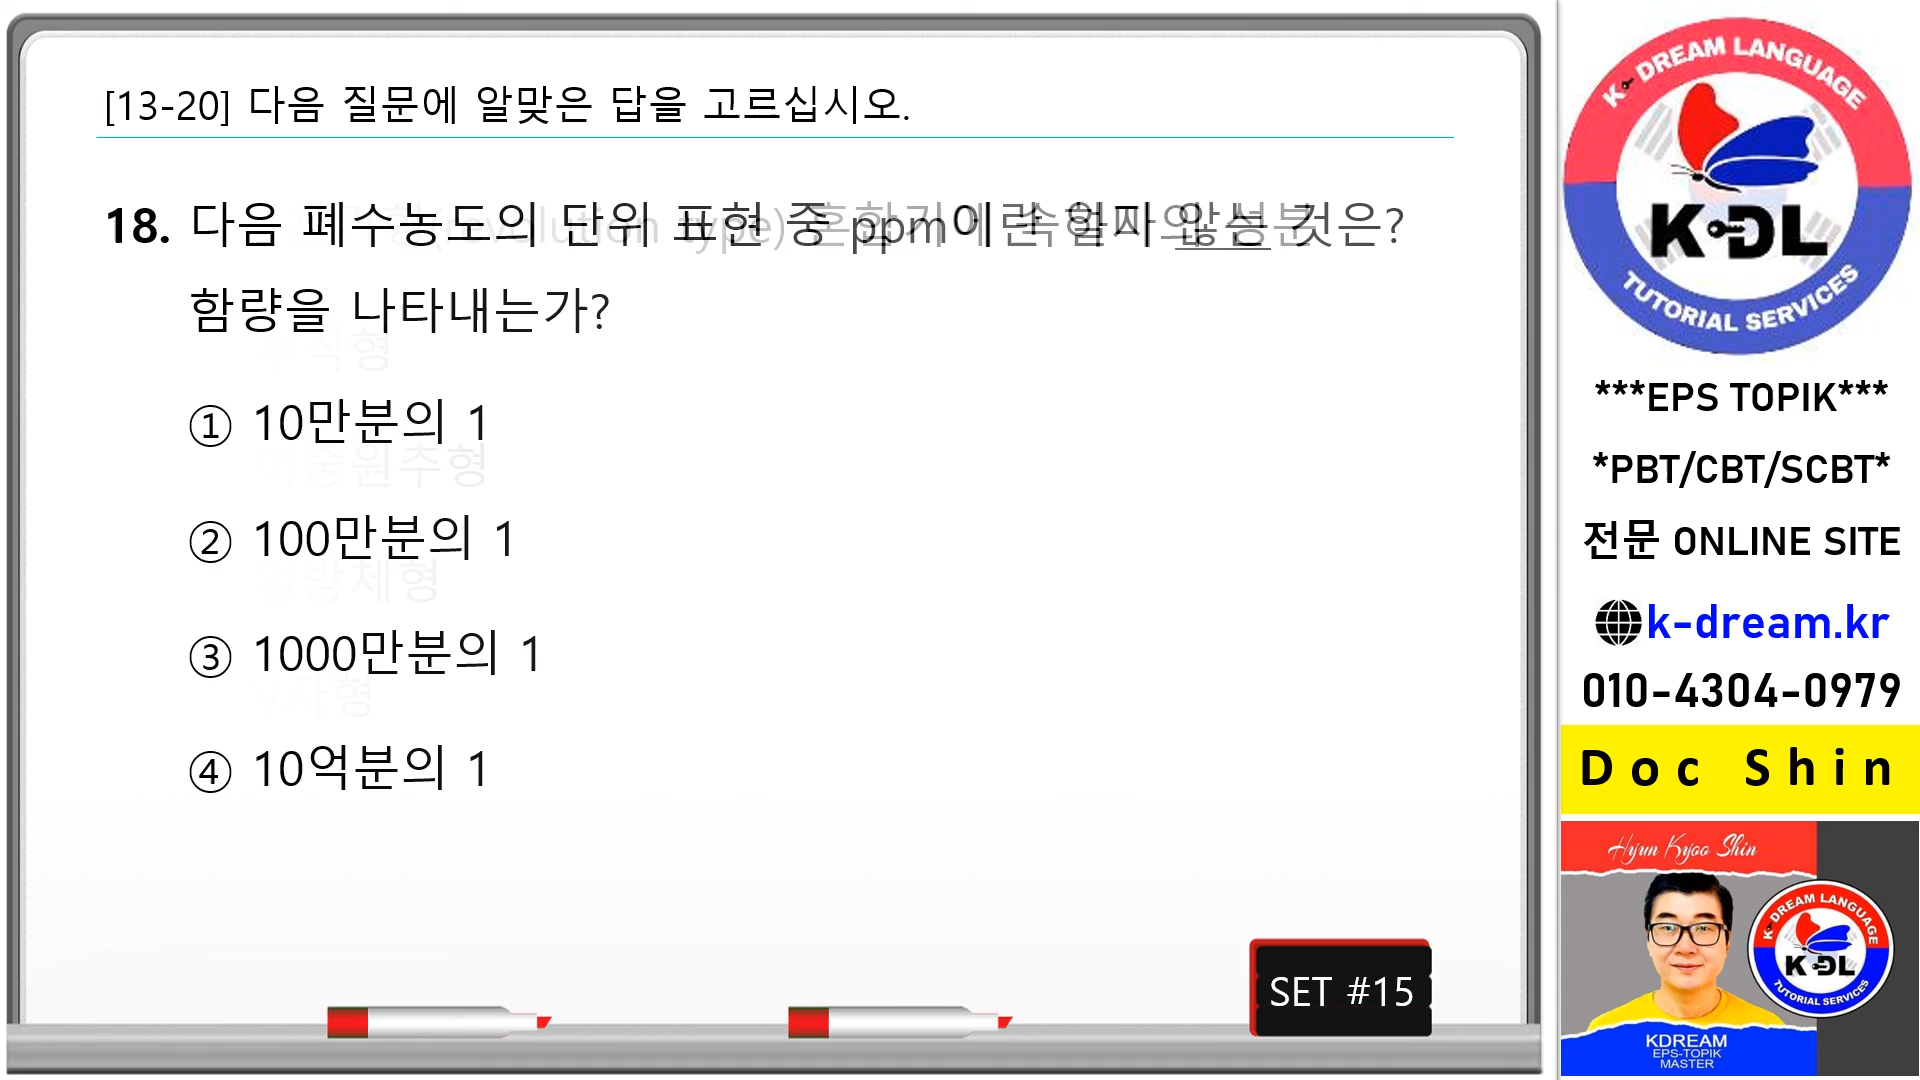 [13-20] 다음 질문에 알맞은 답을 고르십시오.
18. 다음 폐수농도의 단위 표현 중 ppm이란
함량을 나타내는가?
① 10만분의 1
② 100만분의 1
③ 1000만분의 1
④ 10억분의 1
SET #15
K-DREAM LANGUAGE
K-DL
TUTORIAL SERVICES
***EPS TOPIK***
*PBT/CBT/SCBT*
전문 ONLINE SITE
k-dream.kr
010-4304-0979
Doc Shin
Hyun Kyoo Shin
K-DREAM LANGUAGE
K-DL
TUTORIAL SERVICES
KDREAM
EPS-TOPIK
MASTER